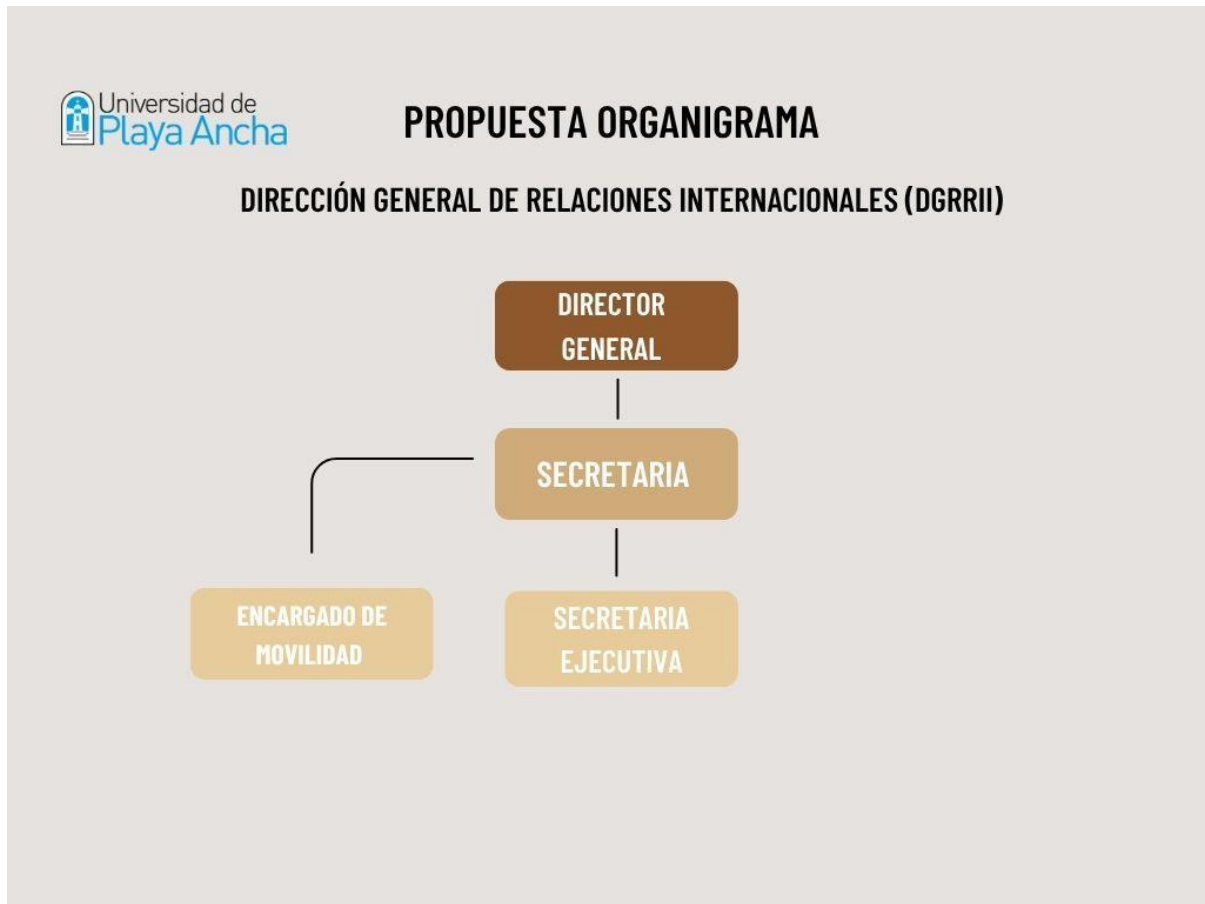 Universidad de
Playa Ancha
PROPUESTA ORGANIGRAMA
DIRECCIÓN GENERAL DE RELACIONES INTERNACIONALES (DGRRII)
DIRECTOR
GENERAL
SECRETARIA
ENCARGADO DE
MOVILIDAD
SECRETARIA
EJECUTIVA